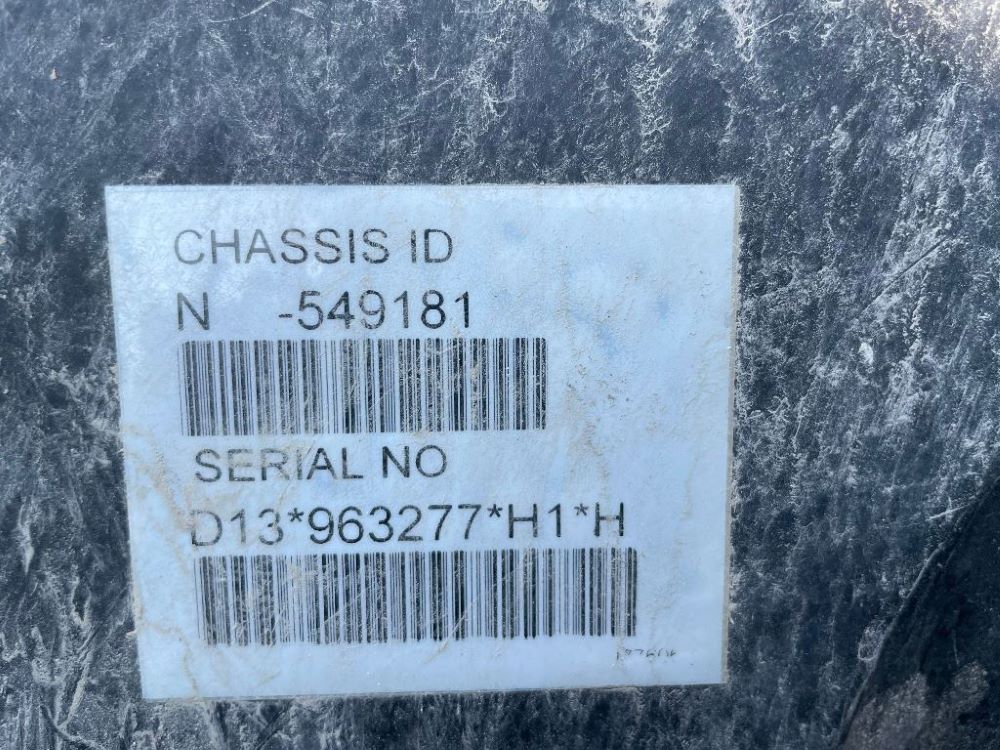 CHASSIS ID
N -549181
SERIAL NO
D13*963277*H1*H